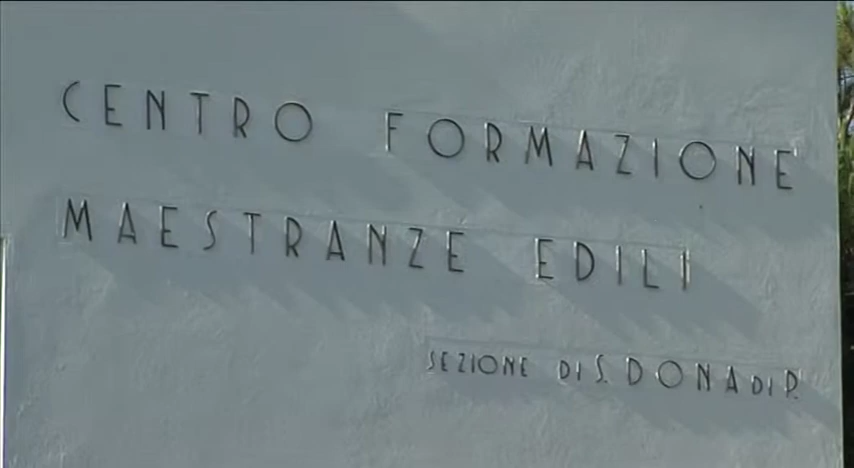 CENTRO FORMAZIONE
MAESTRANZE EDILI
SEZIONE DI S. DONA DI P.